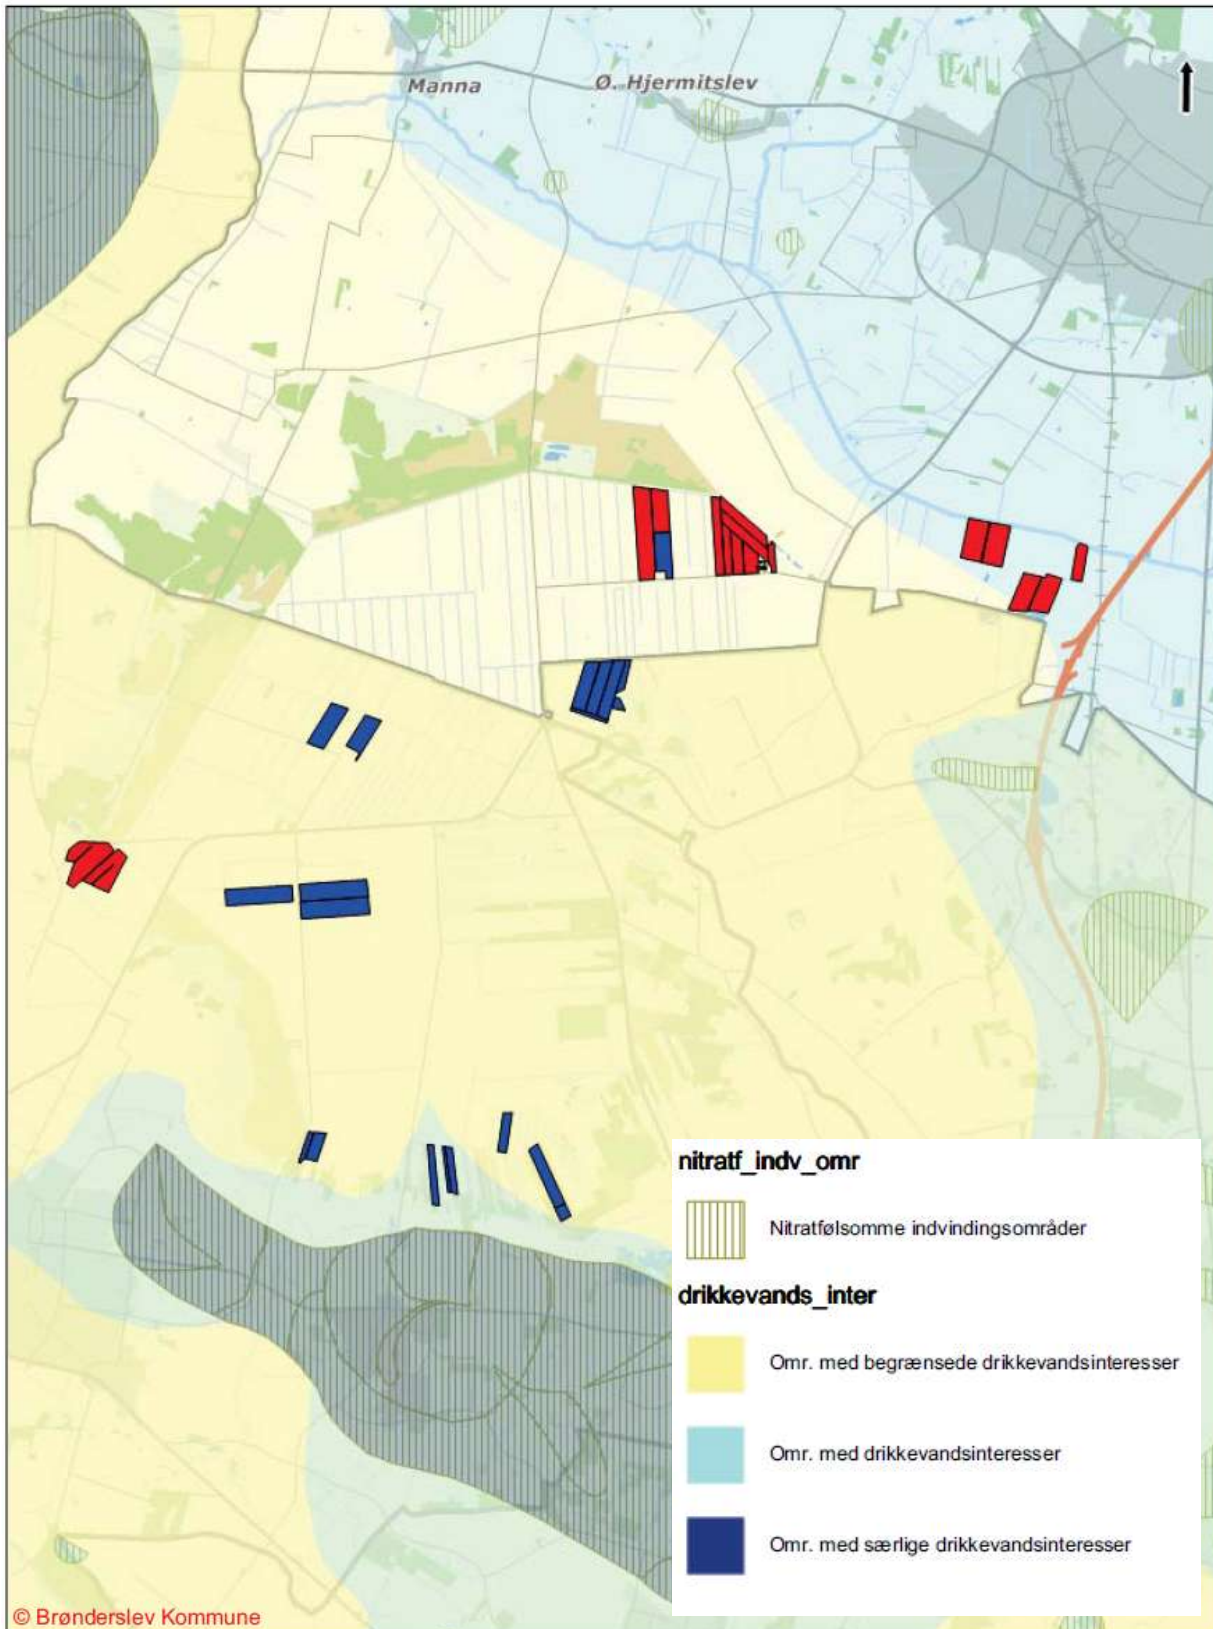 Manna
Ø. Hjermitslev
nitratf_indv_omr
Nitratfølsomme indvindingsområder
drikkevands_inter
Omr. med begrænsede drikkevandsinteresser
Omr. med drikkevandsinteresser
Omr. med særlige drikkevandsinteresser
© Brønderslev Kommune